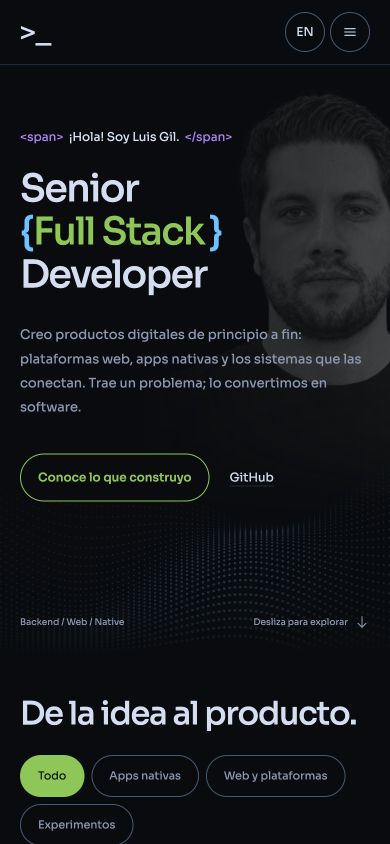 >_
EN
<span> ¡Hola! Soy Luis Gil. </span>
Senior
{Full Stack}
Developer
Creo productos digitales de principio a fin:
plataformas web, apps nativas y los sistemas que las
conectan. Trae un problema; lo convertimos en
software.
Conoce lo que construyo
GitHub
Backend / Web / Native
Desliza para explorar ↓
De la idea al producto.
Todo
Apps nativas
Web y plataformas
Experimentos